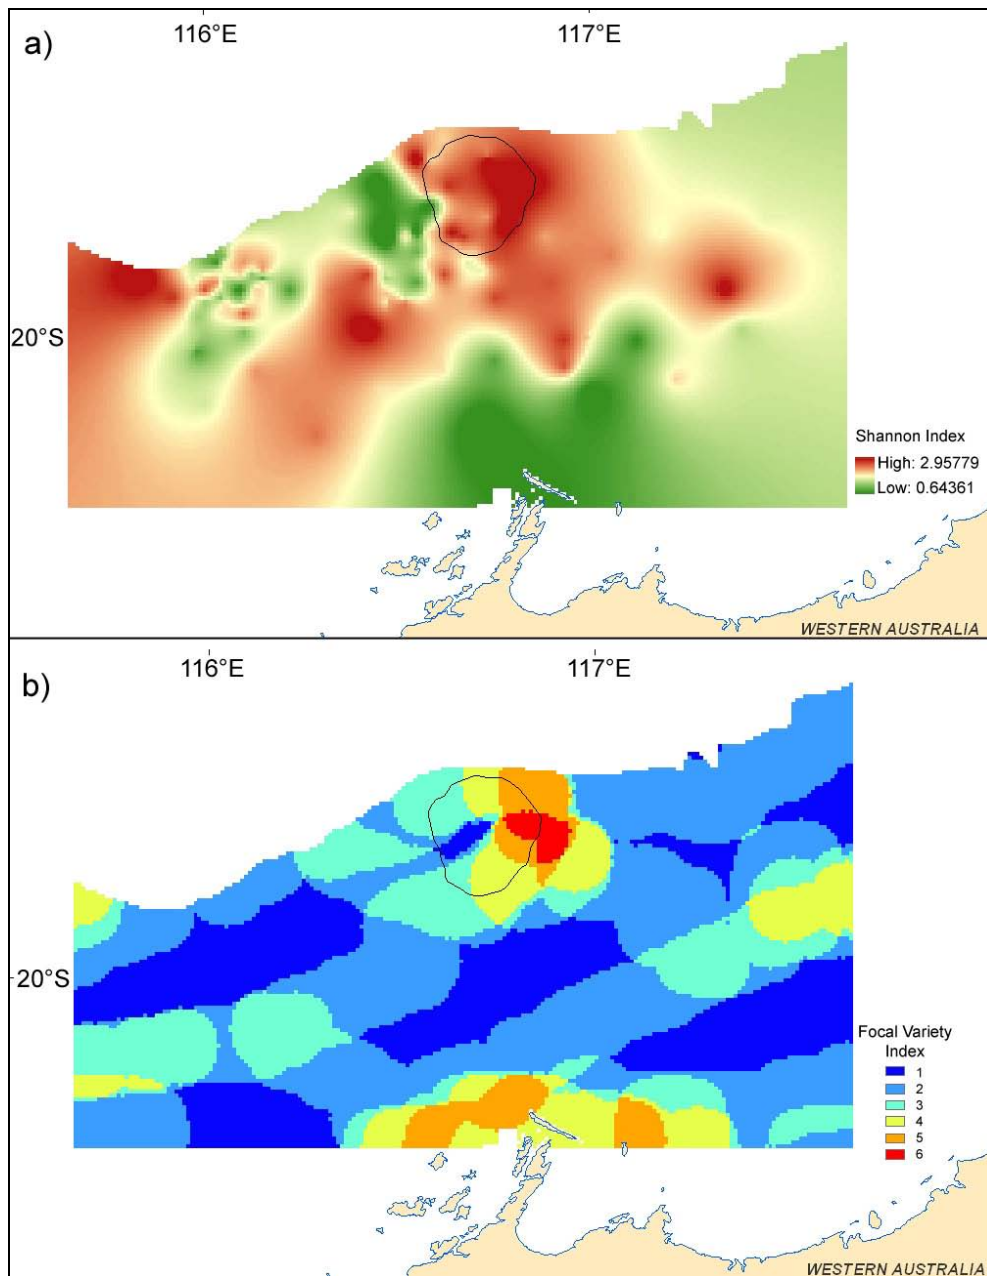 116°E 117°E
a)
20°S
Shannon Index
High: 2.95779
Low: 0.64361
WESTERN AUSTRALIA
116°E 117°E
b)
20°S
Focal Variety
Index
1
2
3
4
5
6
WESTERN AUSTRALIA